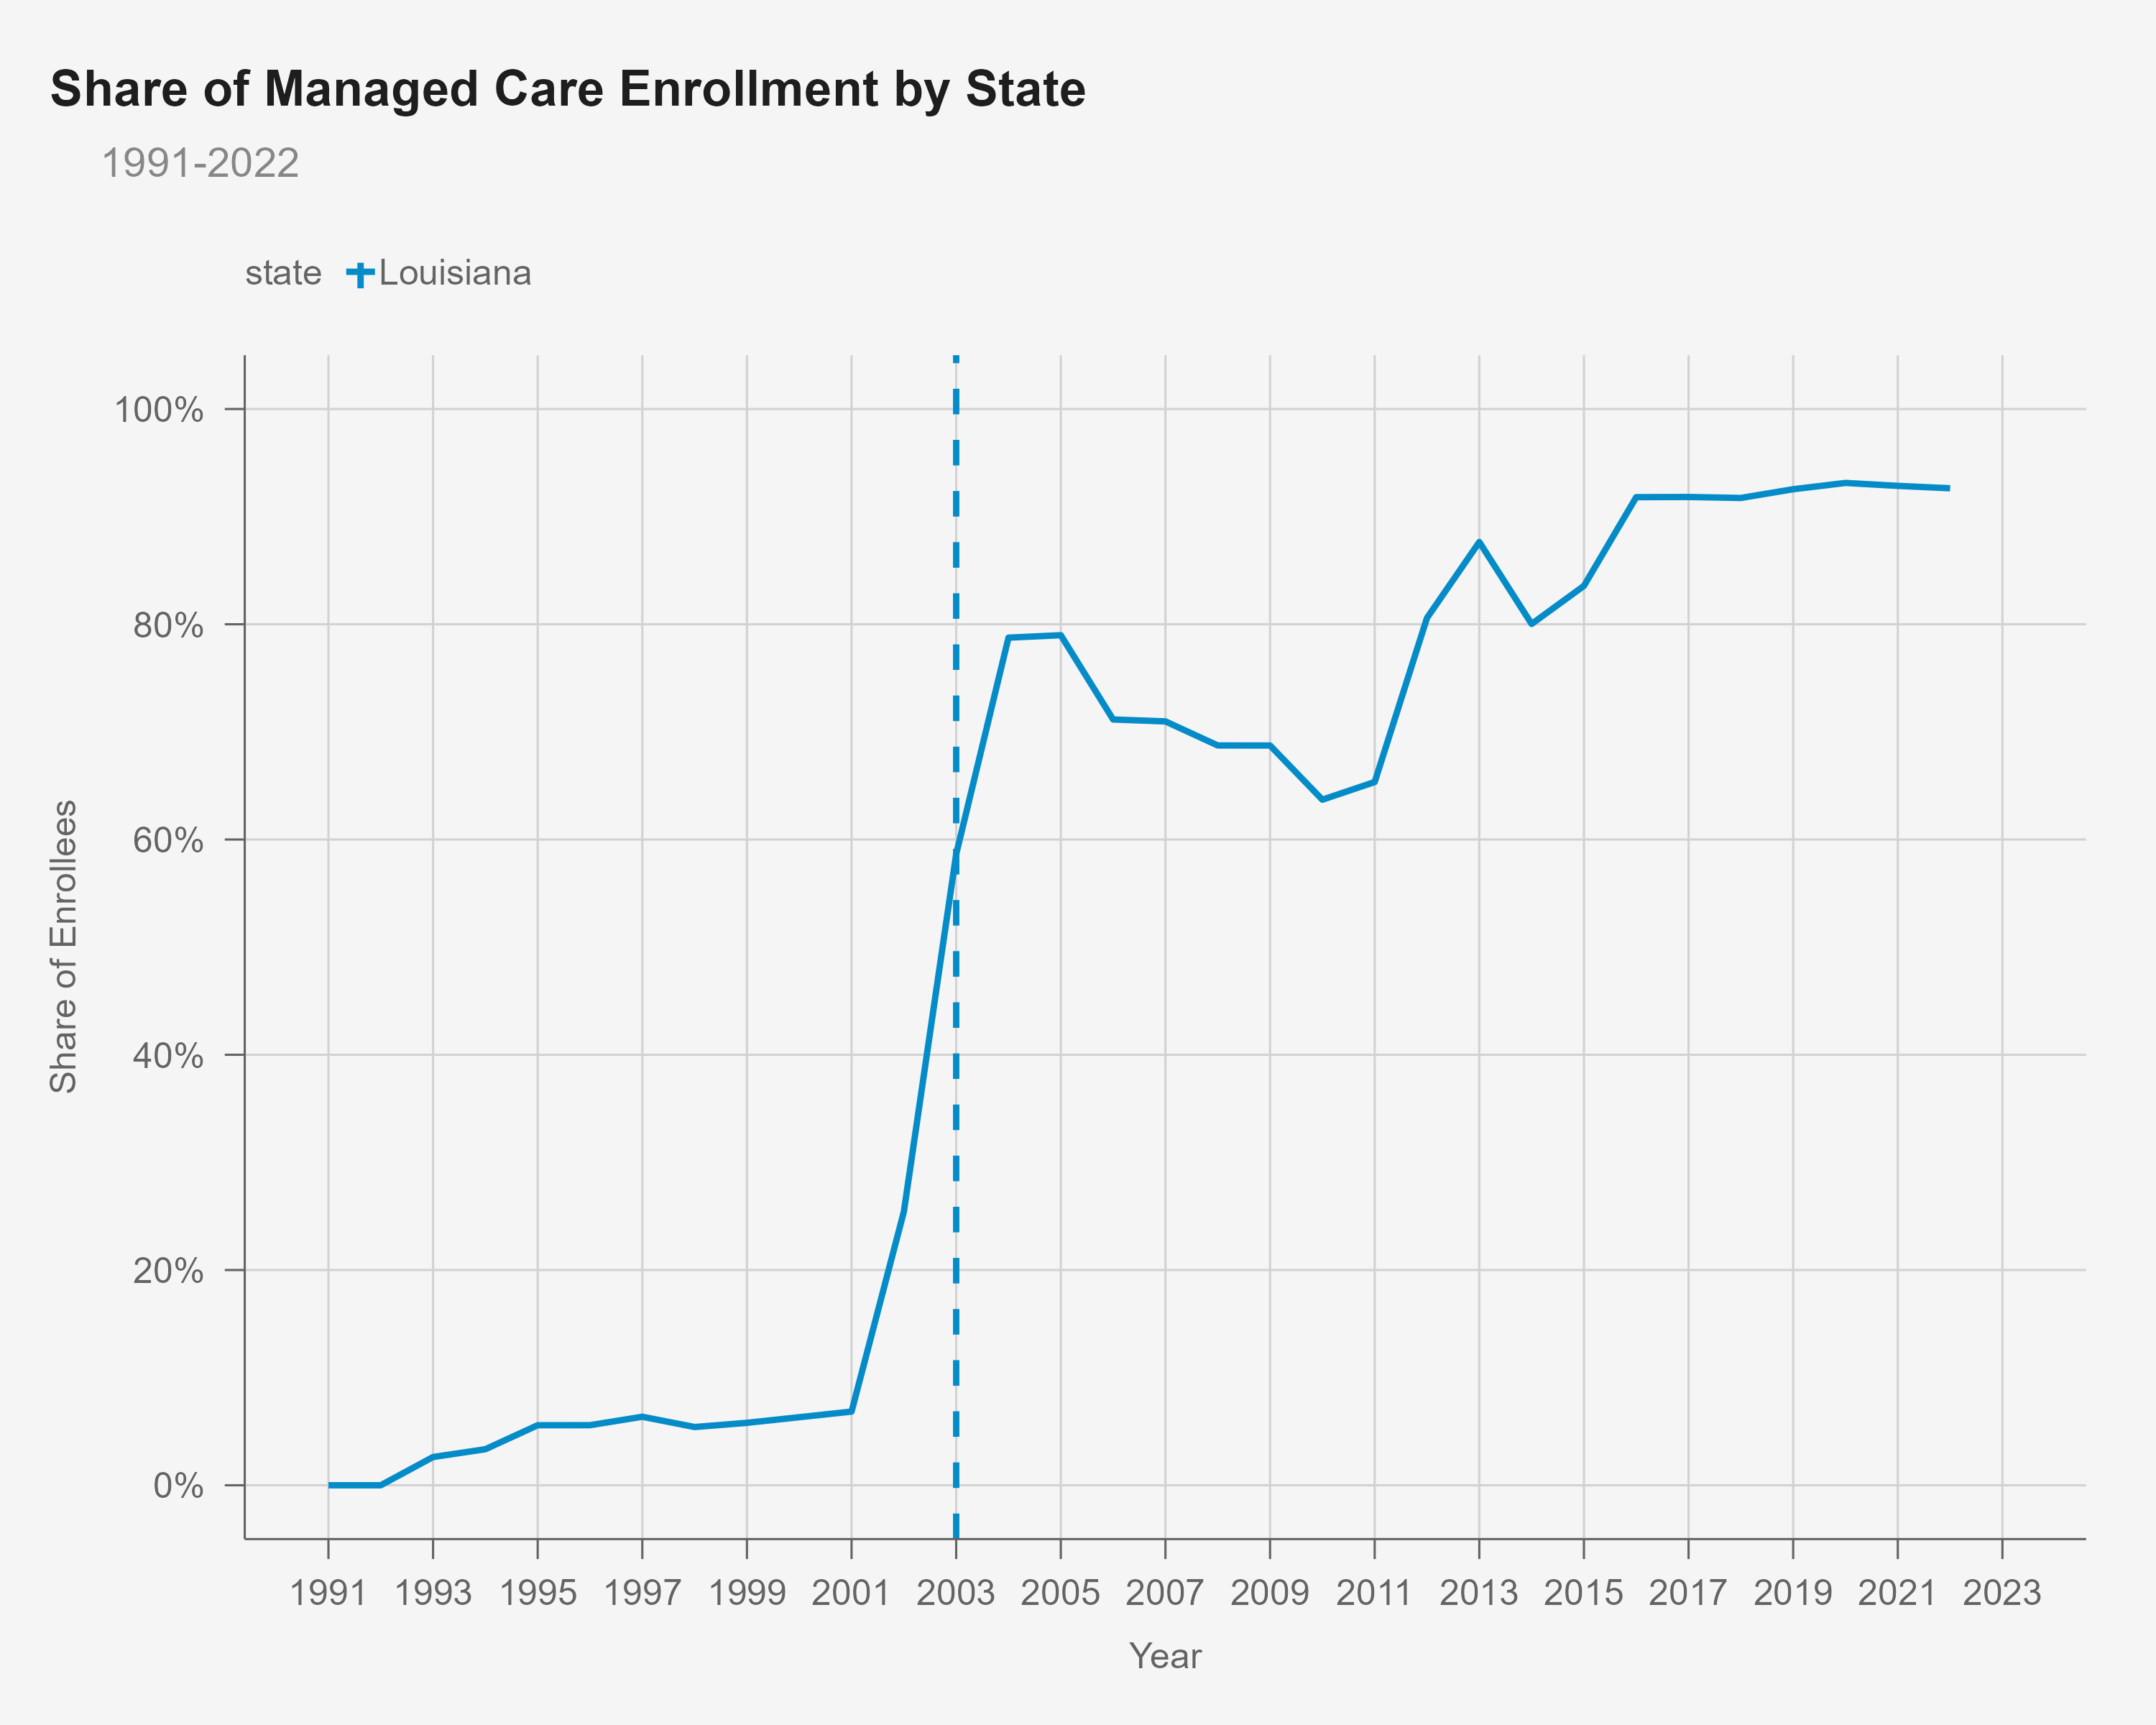 Share of Managed Care Enrollment by State
1991-2022
state Louisiana
100%
80%
60%
40%
20%
0%
Share of Enrollees
1991 1993 1995 1997 1999 2001 2003 2005 2007 2009 2011 2013 2015 2017 2019 2021 2023
Year